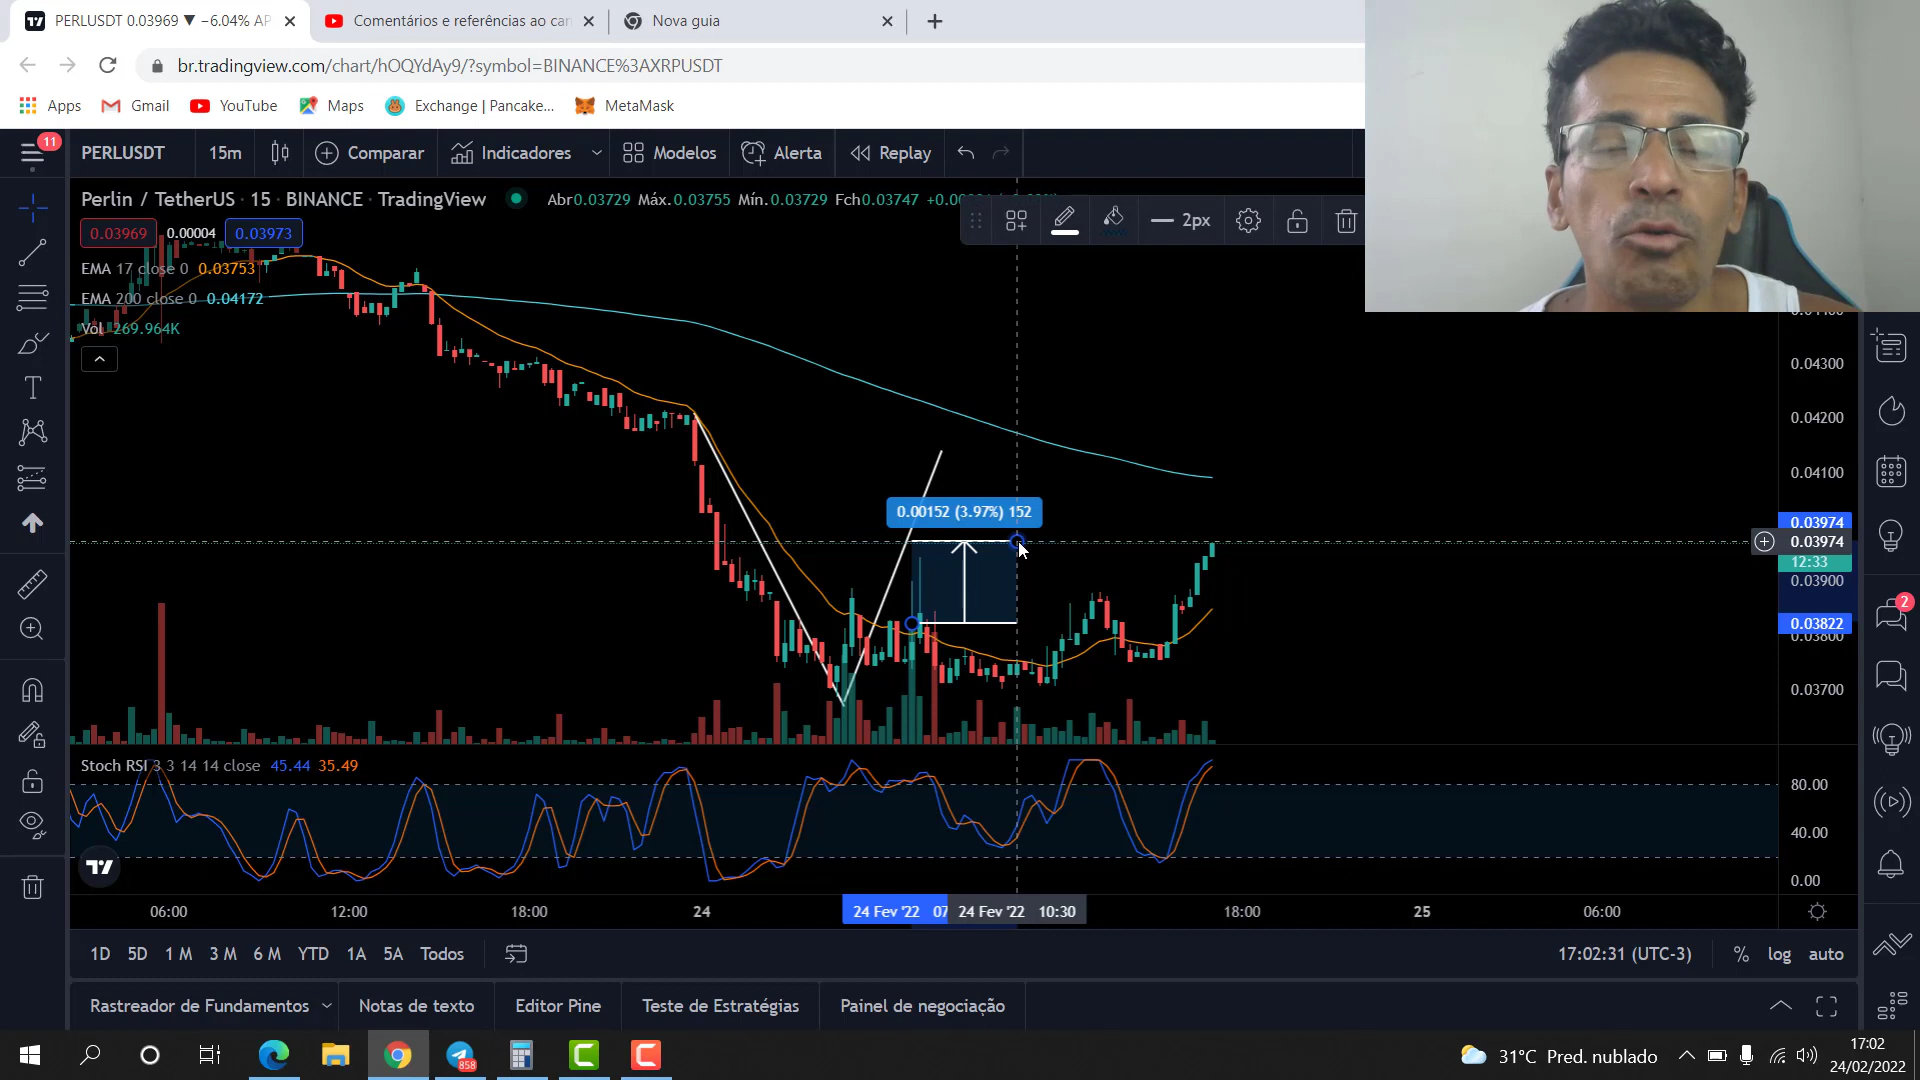 PERLUSDT 0.03969 ▼ −6.04% AP
Comentários e referências ao can
Nova guia
br.tradingview.com/chart/hOQYdAy9/?symbol=BINANCE%3AXRPUSDT
Apps
Gmail
YouTube
Maps
Exchange | Pancake...
MetaMask
11
PERLUSDT
15m
Comparar
Indicadores
Modelos
Alerta
Replay
Perlin / TetherUS · 15 · BINANCE · TradingView
Abr0.03729 Máx.0.03755 Mín.0.03729 Fch0.03747
2px
0.03969
0.00004
0.03973
EMA 17 close 0 0.03753
EMA 200 close 0 0.04172
Vol 269.964K
0.04300
0.04200
0.04100
0.00152 (3.97%) 152
0.03974
0.03974
12:33
0.03900
0.03822
0.03800
0.03700
2
Stoch RSI 3 3 14 14 close 45.44 35.49
80.00
40.00
0.00
06:00
12:00
18:00
24
24 Fev '22 07
24 Fev '22 10:30
18:00
25
06:00
1D
5D
1 M
3 M
6 M
YTD
1A
5A
Todos
17:02:31 (UTC-3)
%
log
auto
Rastreador de Fundamentos
Notas de texto
Editor Pine
Teste de Estratégias
Painel de negociação
858
31°C Pred. nublado
17:02
24/02/2022